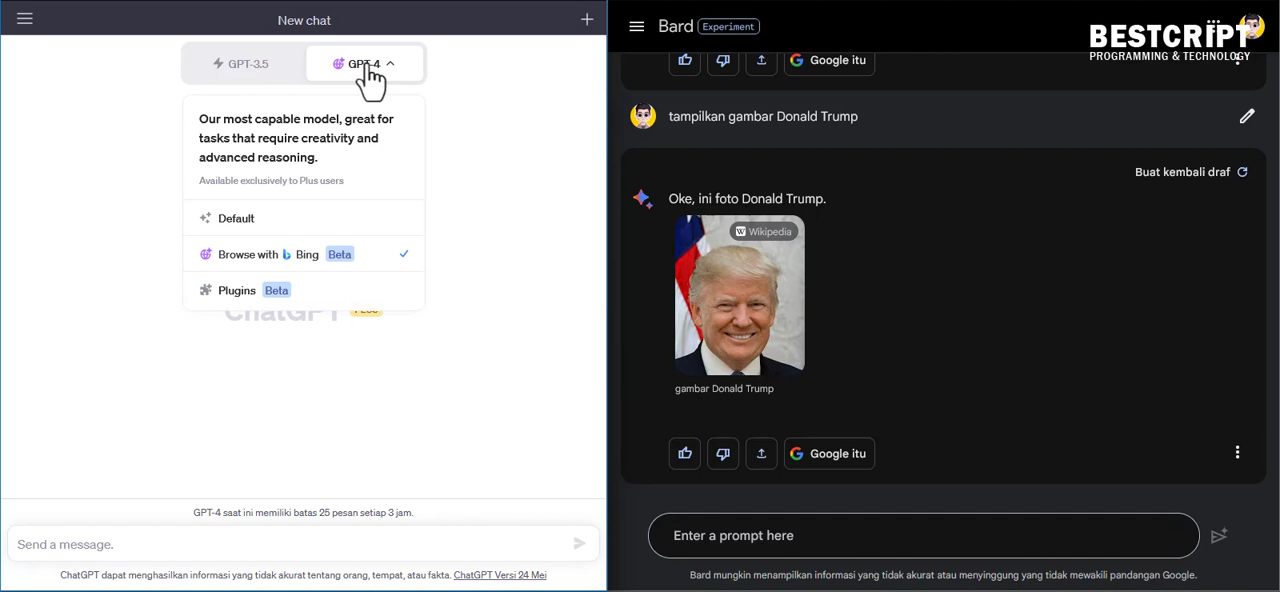 New chat
GPT-3.5
GPT-4
Our most capable model, great for
tasks that require creativity and
advanced reasoning.
Available exclusively to Plus users
Default
Browse with Bing Beta
Plugins Beta
ChatGPT PLUS
GPT-4 saat ini memiliki batas 25 pesan setiap 3 jam.
Send a message.
ChatGPT dapat menghasilkan informasi yang tidak akurat tentang orang, tempat, atau fakta. ChatGPT Versi 24 Mei
Bard Experiment
BESTCRIPT
PROGRAMMING & TECHNOLOGY
Google itu
tampilkan gambar Donald Trump
Buat kembali draf
Oke, ini foto Donald Trump.
W Wikipedia
gambar Donald Trump
Google itu
Enter a prompt here
Bard mungkin menampilkan informasi yang tidak akurat atau menyinggung yang tidak mewakili pandangan Google.